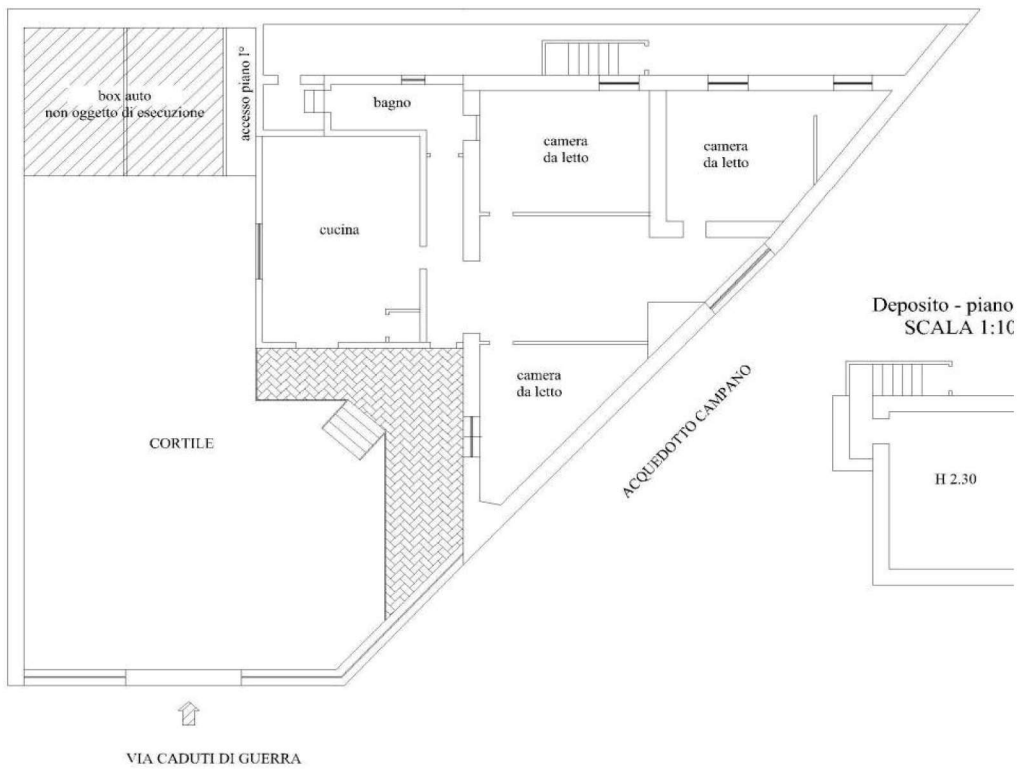 box auto
non oggetto di esecuzione
accesso piano 1°
bagno
camera
da letto
camera
da letto
cucina
Deposito - piano
SCALA 1:10
camera
da letto
ACQUEDOTTO CAMPANO
CORTILE
H 2.30
VIA CADUTI DI GUERRA